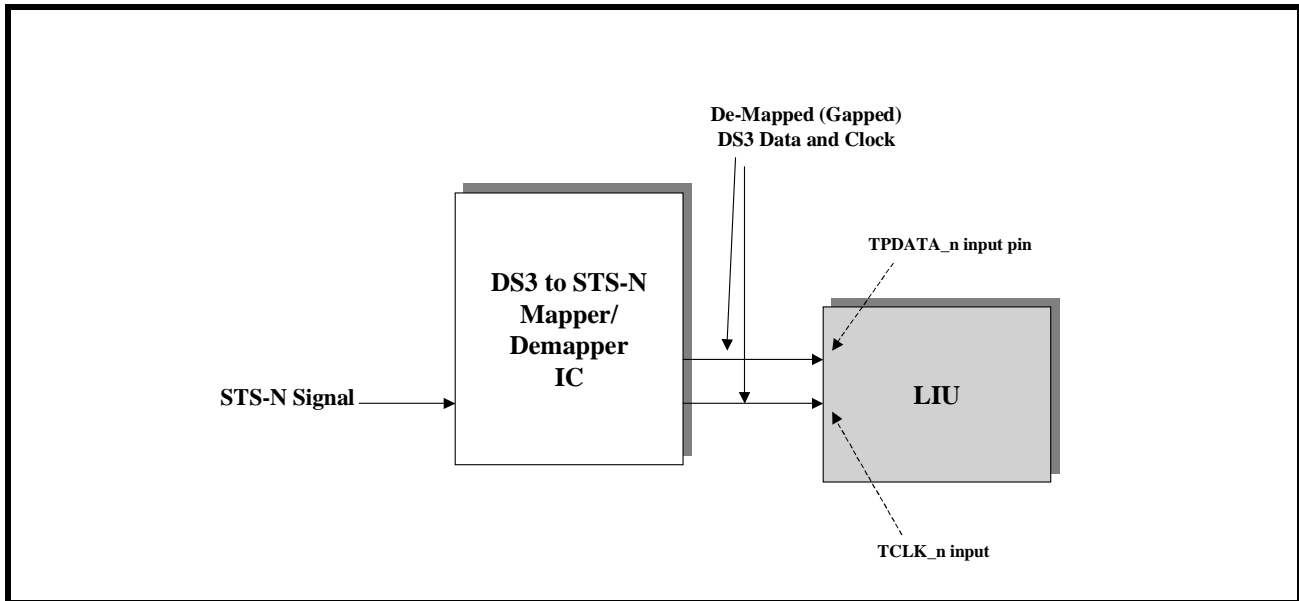 De-Mapped (Gapped)
DS3 Data and Clock
TPDATA_n input pin
DS3 to STS-N
Mapper/
Demapper
IC
STS-N Signal
LIU
TCLK_n input